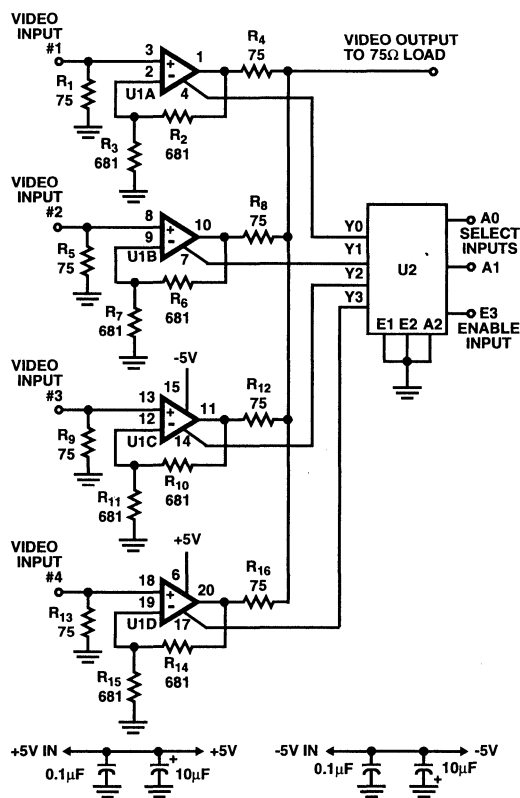 VIDEO INPUT #1
3
2
+
-
1
U1A
4
R4
75
VIDEO OUTPUT
TO 75Ω LOAD
R1
75
R2
681
R3
681
VIDEO INPUT #2
8
9
+
-
10
U1B
7
R8
75
R5
75
R6
681
R7
681
Y0
Y1
Y2
Y3
U2
A0
SELECT
INPUTS
A1
E3
ENABLE
INPUT
E1 E2 A2
VIDEO INPUT #3
-5V
15
13
12
+
-
11
U1C
14
R12
75
R9
75
R10
681
R11
681
VIDEO INPUT #4
+5V
6
18
19
+
-
20
U1D
17
R16
75
R13
75
R14
681
R15
681
+5V IN
+5V
0.1µF
+
10µF
-5V IN
-5V
0.1µF
10µF
+